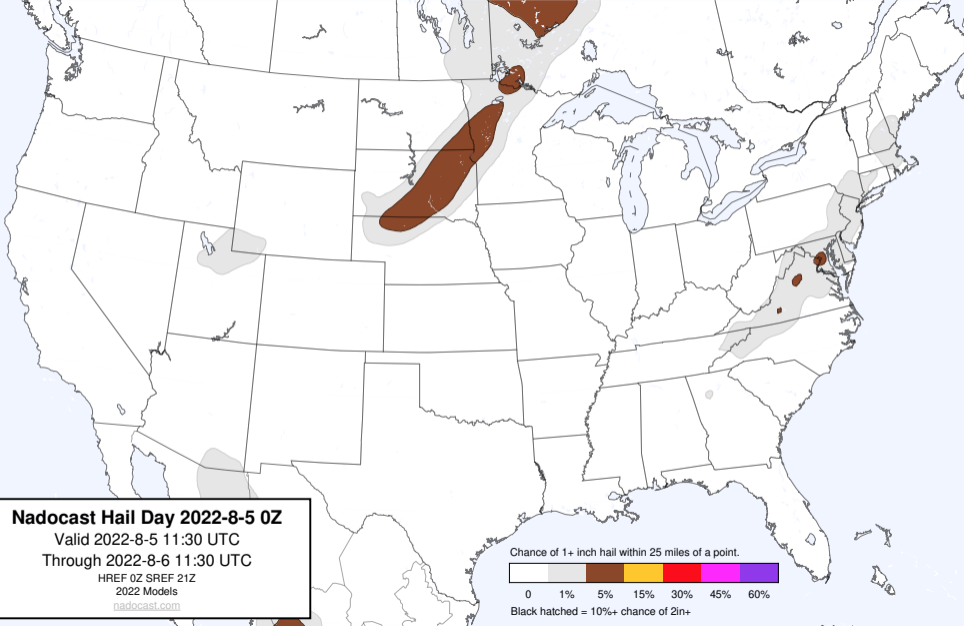 Nadocast Hail Day 2022-8-5 0Z
Valid 2022-8-5 11:30 UTC
Through 2022-8-6 11:30 UTC
HREF 0Z SREF 21Z
2022 Models
nadocast.com
Chance of 1+ inch hail within 25 miles of a point.
0 1% 5% 15% 30% 45% 60%
Black hatched = 10%+ chance of 2in+